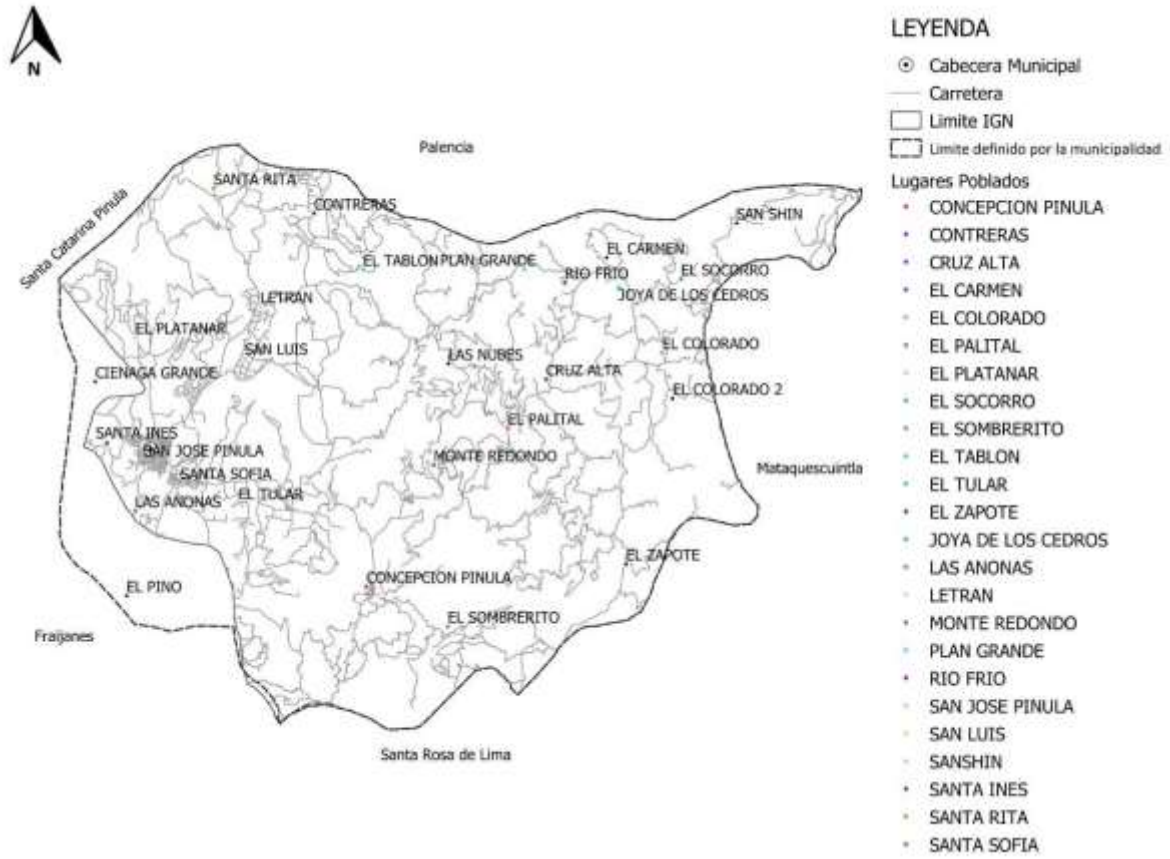 N
Palencia
Santa Catarina Pinula
SANTA RITA
CONTRERAS
SAN SHIN
EL TABLON
PLAN GRANDE
EL CARMEN
RIO FRIO
EL SOCORRO
JOYA DE LOS CEDROS
LETRAN
EL PLATANAR
SAN LUIS
LAS NUBES
EL COLORADO
CIENAGA GRANDE
CRUZ ALTA
EL COLORADO 2
EL PALITAL
SANTA INES
SAN JOSE PINULA
MONTE REDONDO
Mataquescuintla
SANTA SOFIA
EL TULAR
LAS ANONAS
EL ZAPOTE
CONCEPCION PINULA
EL PINO
EL SOMBRERITO
Fraijanes
Santa Rosa de Lima
LEYENDA
Cabecera Municipal
Carretera
Limite IGN
Limite definido por la municipalidad
Lugares Poblados
CONCEPCION PINULA
CONTRERAS
CRUZ ALTA
EL CARMEN
EL COLORADO
EL PALITAL
EL PLATANAR
EL SOCORRO
EL SOMBRERITO
EL TABLON
EL TULAR
EL ZAPOTE
JOYA DE LOS CEDROS
LAS ANONAS
LETRAN
MONTE REDONDO
PLAN GRANDE
RIO FRIO
SAN JOSE PINULA
SAN LUIS
SANSHIN
SANTA INES
SANTA RITA
SANTA SOFIA